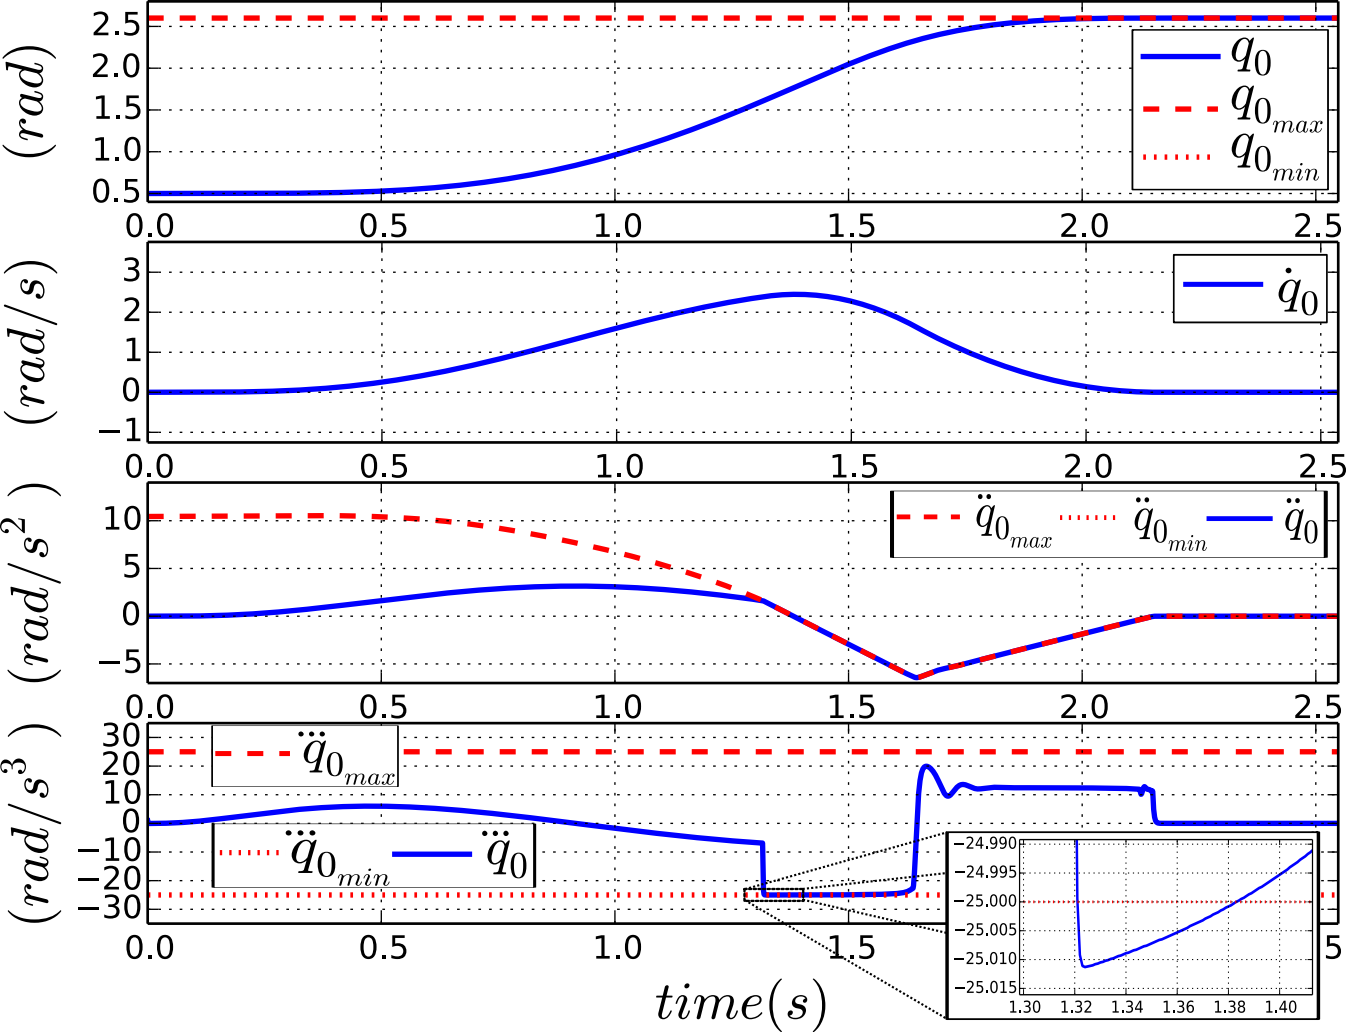 (rad)
2.5
2.0
1.5
1.0
0.5
q₀
q₀ₘₐₓ
q₀ₘᵢₙ
0.0 0.5 1.0 1.5 2.0 2.5
(rad/s)
3
2
1
0
−1
q̇₀
0.0 0.5 1.0 1.5 2.0 2.5
(rad/s²)
10
5
0
−5
q̈₀ₘₐₓ q̈₀ₘᵢₙ q̈₀
0.0 0.5 1.0 1.5 2.0 2.5
(rad/s³)
30
20
10
0
−10
−20
−30
q⃛₀ₘₐₓ
q⃛₀ₘᵢₙ q⃛₀
−24.990
−24.995
−25.000
−25.005
−25.010
−25.015
1.30 1.32 1.34 1.36 1.38 1.40
0.0 0.5 1.0 1.5 5
time(s)